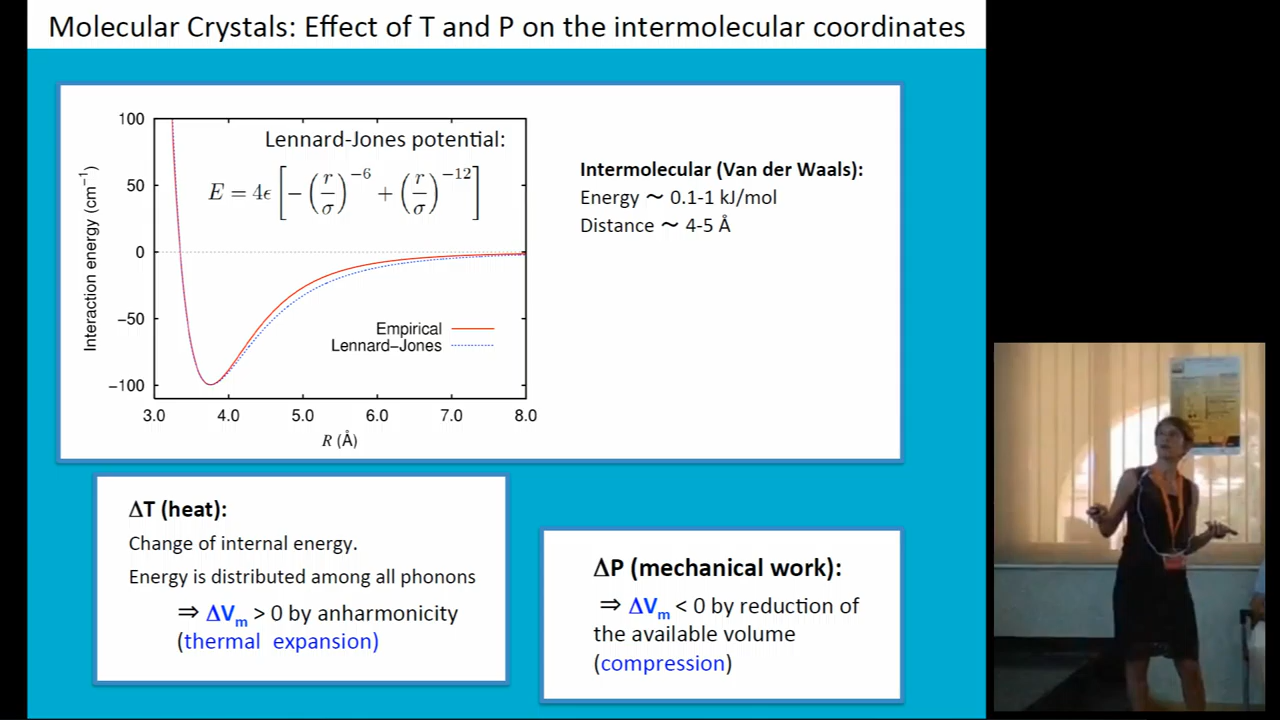 Molecular Crystals: Effect of T and P on the intermolecular coordinates
Lennard-Jones potential:
E = 4ϵ [ −(r/σ)^−6 + (r/σ)^−12 ]
Interaction energy (cm⁻¹)
100
50
0
−50
−100
Empirical
Lennard−Jones
3.0 4.0 5.0 6.0 7.0 8.0
R (Å)
Intermolecular (Van der Waals):
Energy ~ 0.1-1 kJ/mol
Distance ~ 4-5 Å
ΔT (heat):
Change of internal energy.
Energy is distributed among all phonons
⇒ ΔVm > 0 by anharmonicity
(thermal expansion)
ΔP (mechanical work):
⇒ ΔVm < 0 by reduction of
the available volume
(compression)